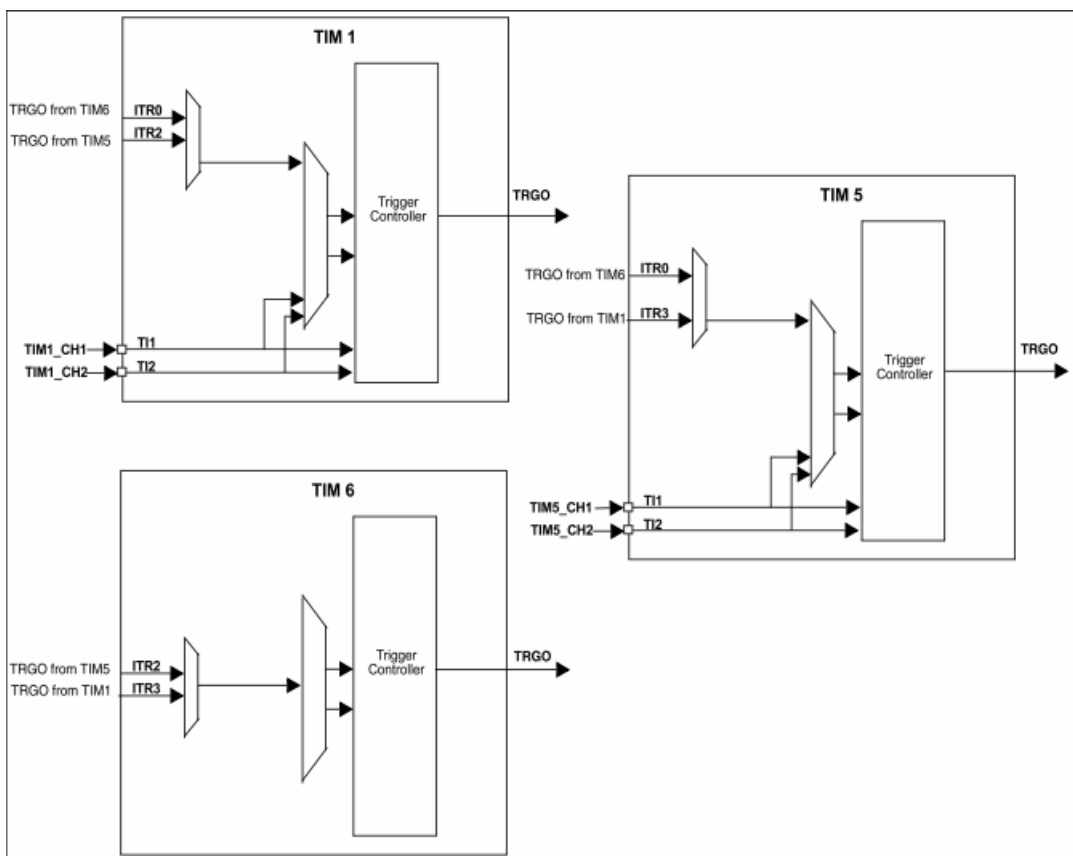 TIM 1
TRGO from TIM6
ITR0
TRGO from TIM5
ITR2
Trigger
Controller
TRGO
TIM1_CH1
TI1
TIM1_CH2
TI2
TIM 5
TRGO from TIM6
ITR0
TRGO from TIM1
ITR3
Trigger
Controller
TRGO
TIM5_CH1
TI1
TIM5_CH2
TI2
TIM 6
TRGO from TIM5
ITR2
TRGO from TIM1
ITR3
Trigger
Controller
TRGO